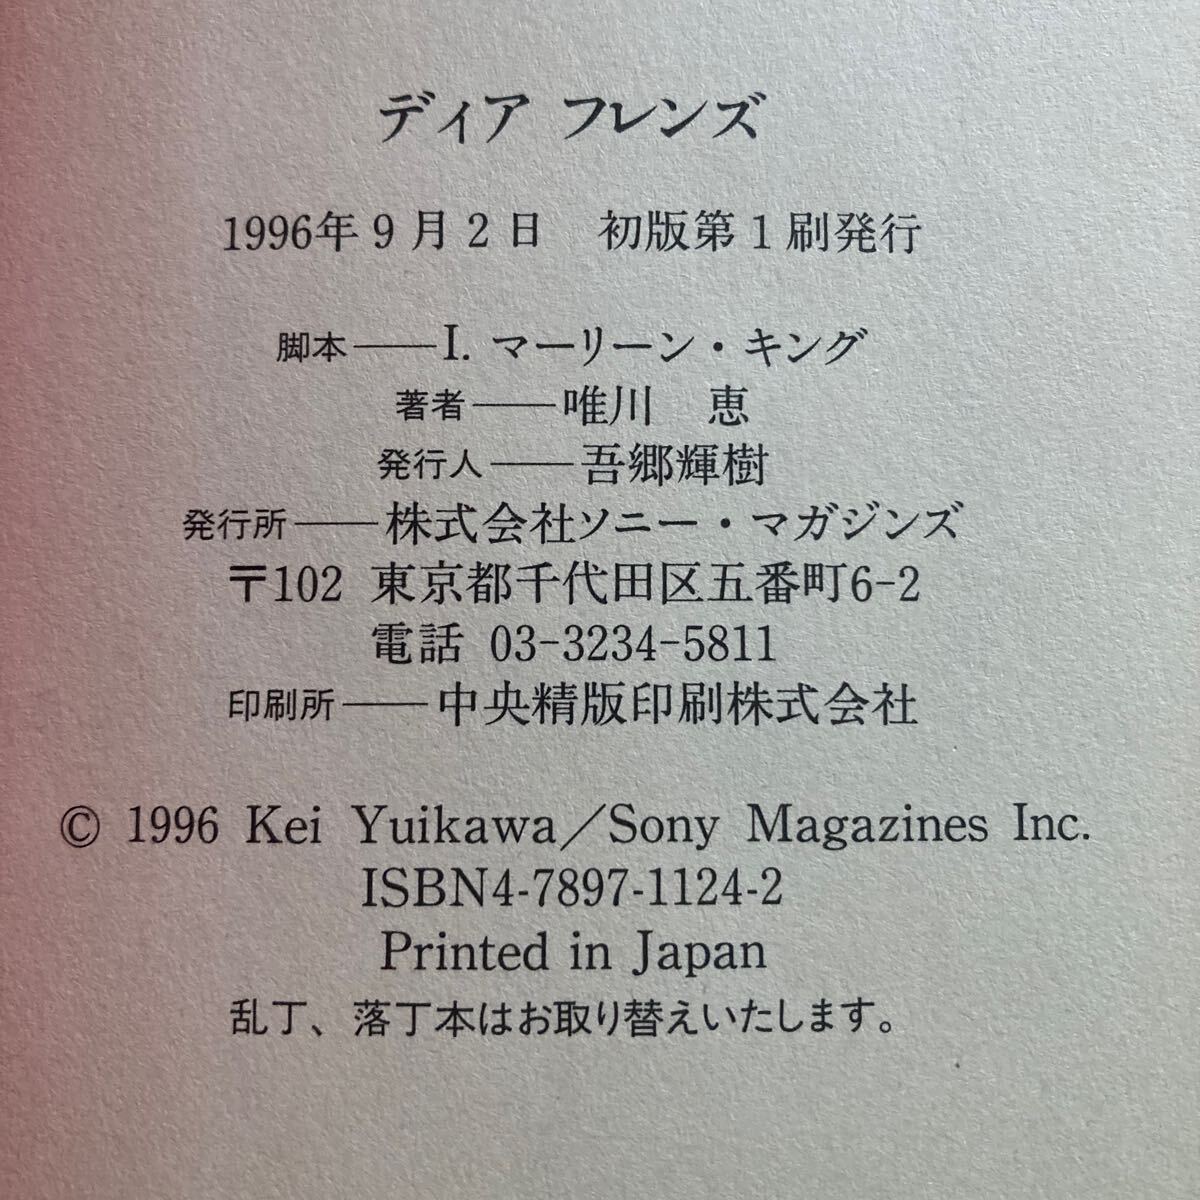 ディア フレンズ
1996年9月2日　初版第1刷発行
脚本――I. マーリーン・キング
著者――唯川　恵
発行人――吾郷輝樹
発行所――株式会社ソニー・マガジンズ
〒102 東京都千代田区五番町6-2
電話 03-3234-5811
印刷所――中央精版印刷株式会社
© 1996 Kei Yuikawa／Sony Magazines Inc.
ISBN4-7897-1124-2
Printed in Japan
乱丁、落丁本はお取り替えいたします。